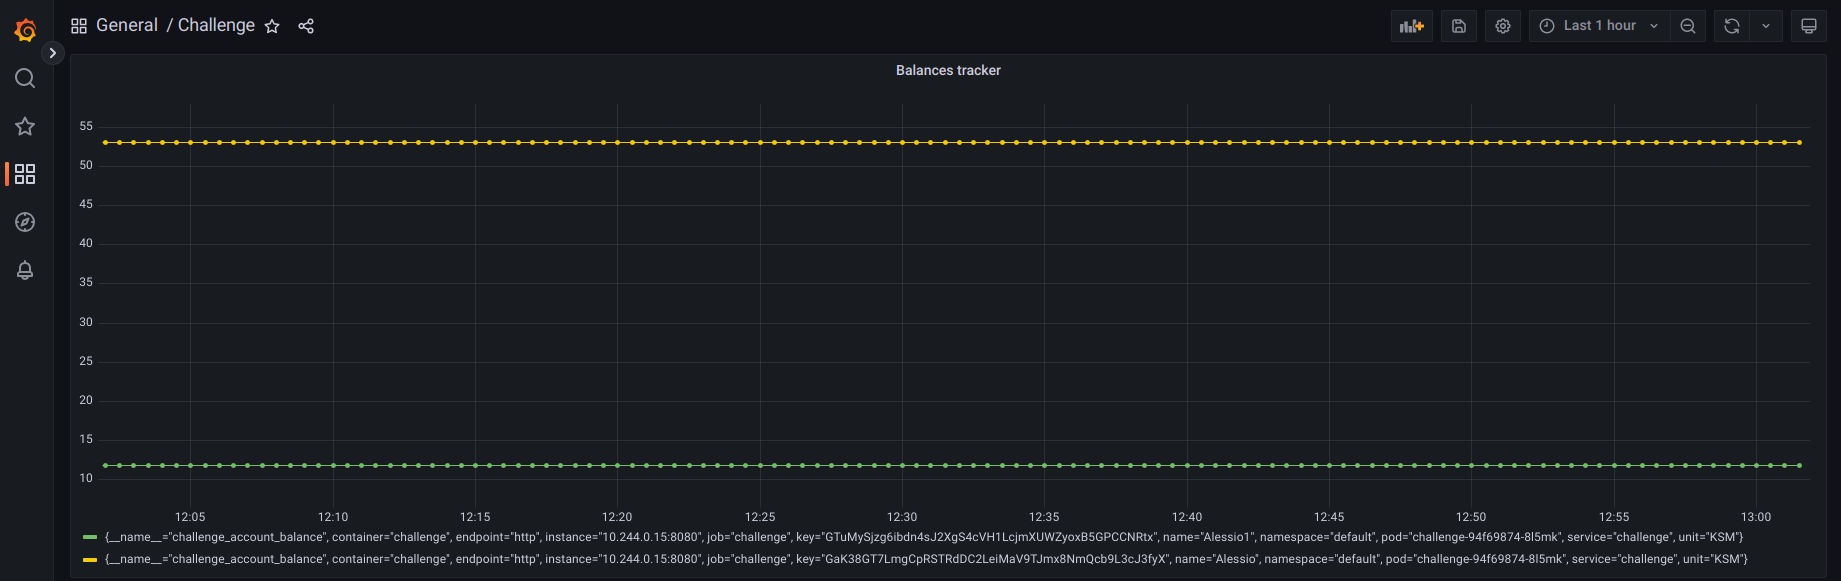 General / Challenge
Last 1 hour
Balances tracker
55
50
45
40
35
30
25
20
15
10
12:05 12:10 12:15 12:20 12:25 12:30 12:35 12:40 12:45 12:50 12:55 13:00
{__name__="challenge_account_balance", container="challenge", endpoint="http", instance="10.244.0.15:8080", job="challenge", key="GTuMySjzg6ibdn4sJ2XgS4cVH1LcjmXUWZyoxB5GPCCNRtx", name="Alessio1", namespace="default", pod="challenge-94f69874-8l5mk", service="challenge", unit="KSM"}
{__name__="challenge_account_balance", container="challenge", endpoint="http", instance="10.244.0.15:8080", job="challenge", key="GaK38GT7LmgCpRSTRdDC2LeiMaV9TJmx8NmQcb9L3cJ3fyX", name="Alessio", namespace="default", pod="challenge-94f69874-8l5mk", service="challenge", unit="KSM"}